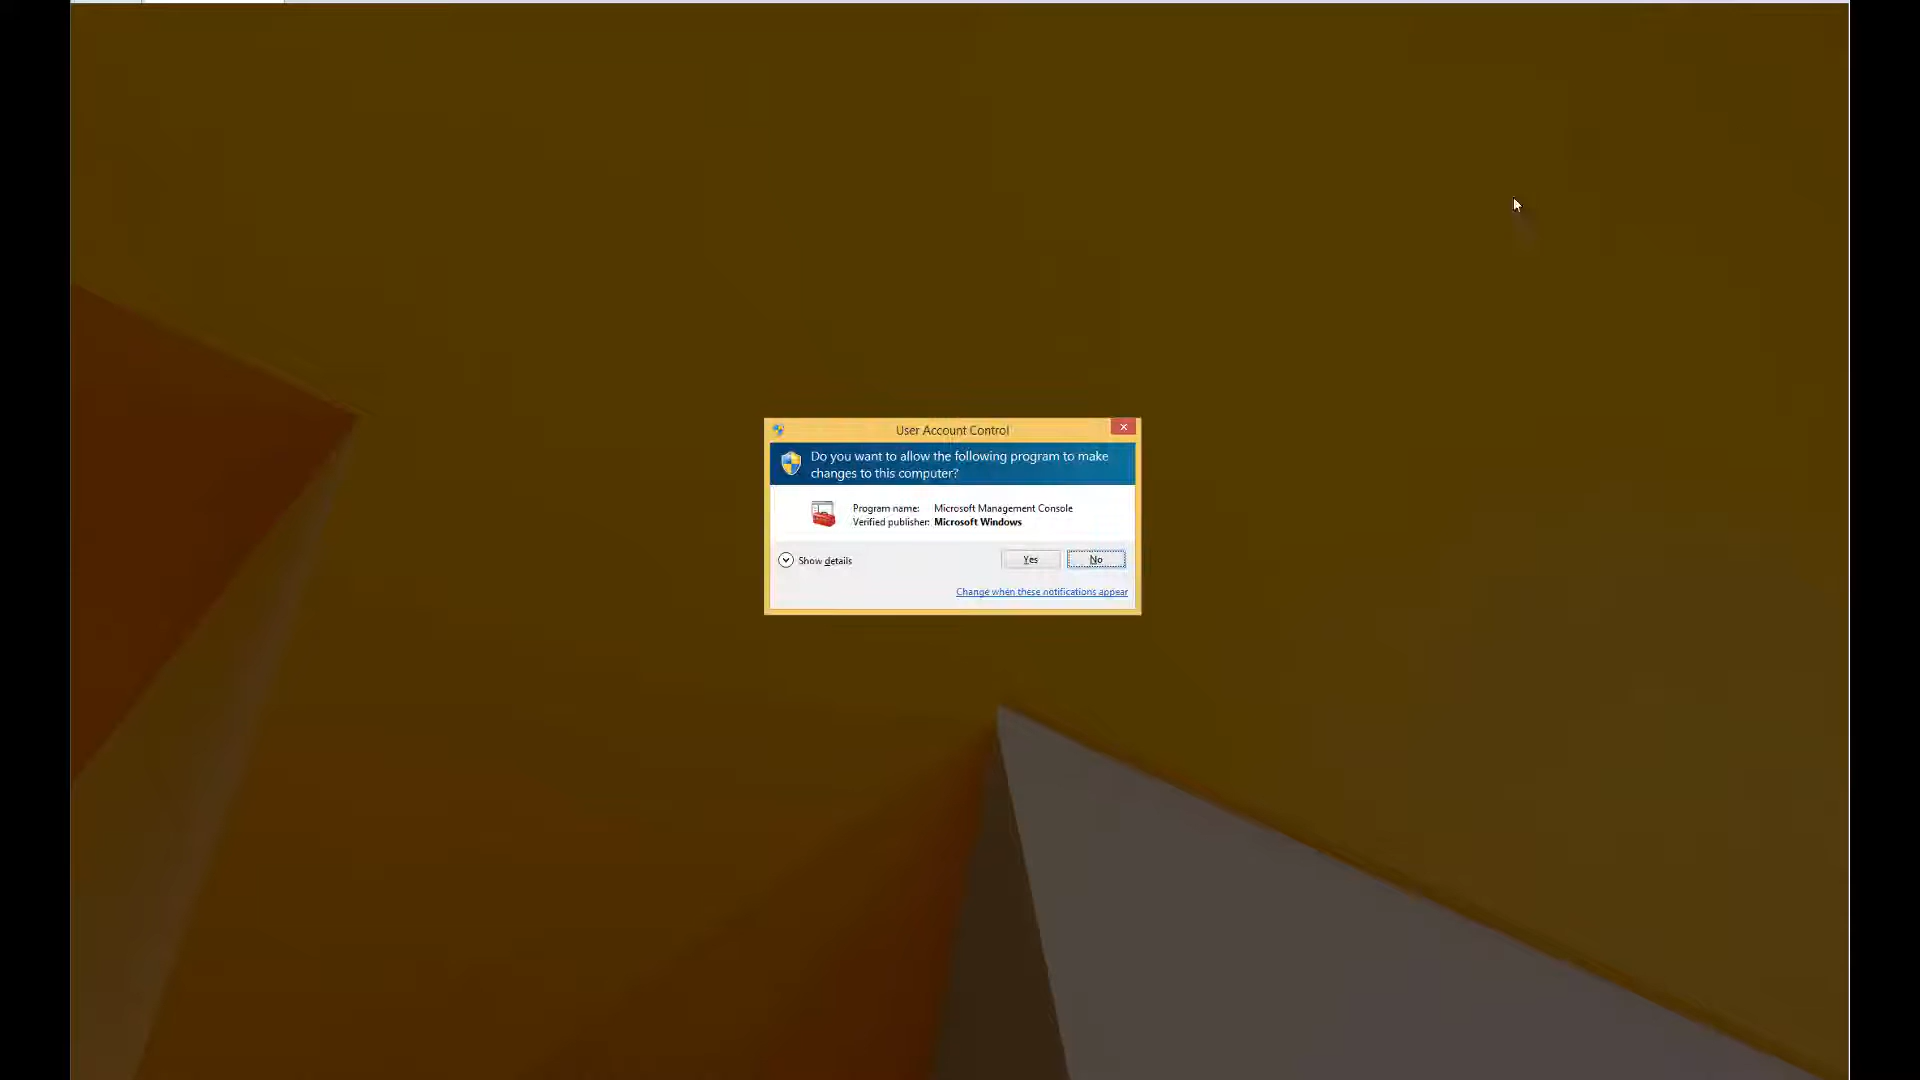 User Account Control
Do you want to allow the following program to make
changes to this computer?
Program name: Microsoft Management Console
Verified publisher: Microsoft Windows
Show details
Yes
No
Change when these notifications appear